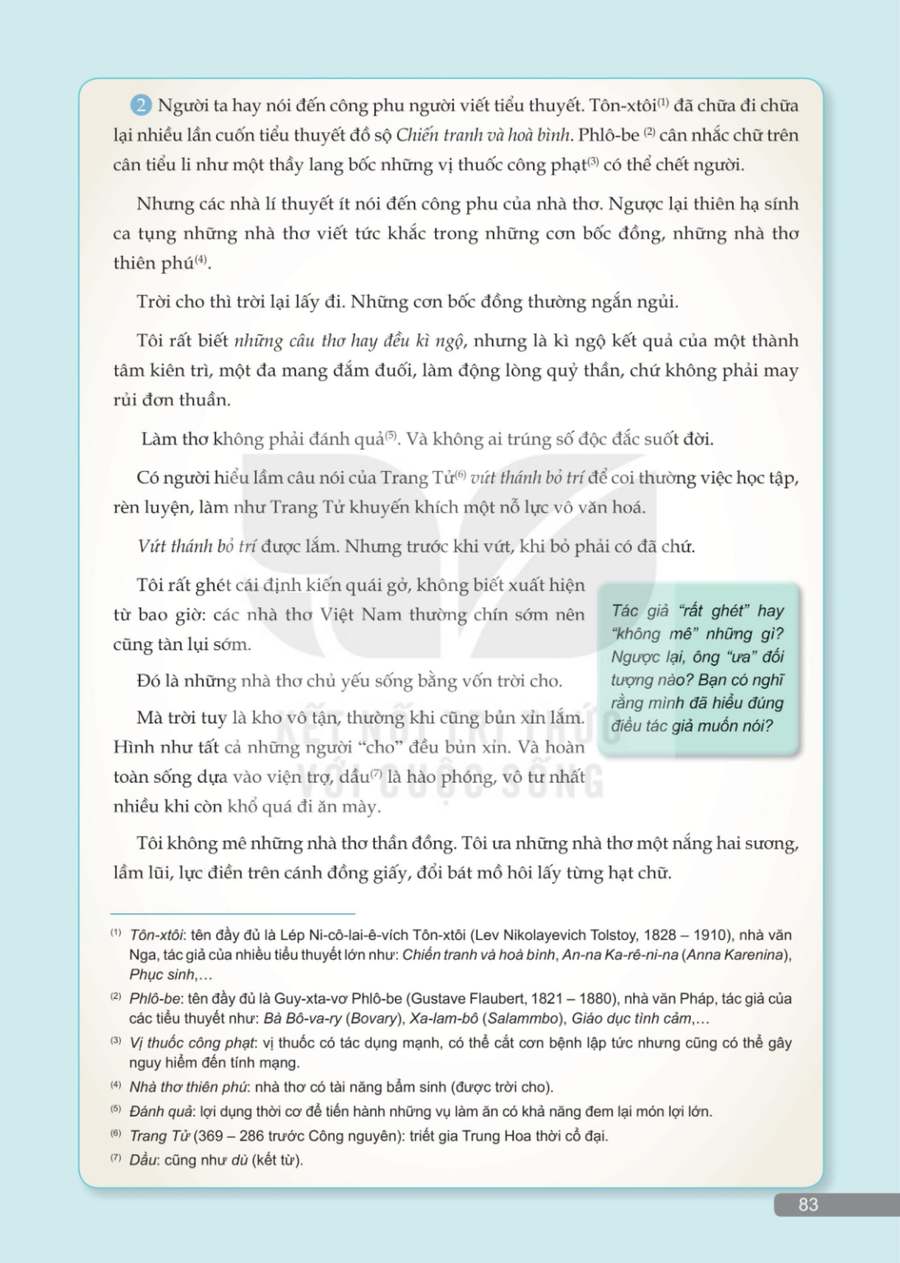 2 Người ta hay nói đến công phu người viết tiểu thuyết. Tôn-xtôi(1) đã chữa đi chữa
lại nhiều lần cuốn tiểu thuyết đồ sộ Chiến tranh và hoà bình. Phlô-be (2) cân nhắc chữ trên
cân tiểu li như một thầy lang bốc những vị thuốc công phạt(3) có thể chết người.
Nhưng các nhà lí thuyết ít nói đến công phu của nhà thơ. Ngược lại thiên hạ sính
ca tụng những nhà thơ viết tức khắc trong những cơn bốc đồng, những nhà thơ
thiên phú(4).
Trời cho thì trời lại lấy đi. Những cơn bốc đồng thường ngắn ngủi.
Tôi rất biết những câu thơ hay đều kì ngộ, nhưng là kì ngộ kết quả của một thành
tâm kiên trì, một đa mang đắm đuối, làm động lòng quỷ thần, chứ không phải may
rủi đơn thuần.
Làm thơ không phải đánh quả(5). Và không ai trúng số độc đắc suốt đời.
Có người hiểu lầm câu nói của Trang Tử(6) vứt thánh bỏ trí để coi thường việc học tập,
rèn luyện, làm như Trang Tử khuyến khích một nỗ lực vô văn hoá.
Vứt thánh bỏ trí được lắm. Nhưng trước khi vứt, khi bỏ phải có đã chứ.
Tôi rất ghét cái định kiến quái gở, không biết xuất hiện
từ bao giờ: các nhà thơ Việt Nam thường chín sớm nên
cũng tàn lụi sớm.
Đó là những nhà thơ chủ yếu sống bằng vốn trời cho.
Mà trời tuy là kho vô tận, thường khi cũng bủn xỉn lắm.
Hình như tất cả những người “cho” đều bủn xỉn. Và hoàn
toàn sống dựa vào viện trợ, dầu(7) là hào phóng, vô tư nhất
nhiều khi còn khổ quá đi ăn mày.
Tác giả “rất ghét” hay
“không mê” những gì?
Ngược lại, ông “ưa” đối
tượng nào? Bạn có nghĩ
rằng mình đã hiểu đúng
điều tác giả muốn nói?
Tôi không mê những nhà thơ thần đồng. Tôi ưa những nhà thơ một nắng hai sương,
lầm lũi, lực điền trên cánh đồng giấy, đổi bát mồ hôi lấy từng hạt chữ.
KẾT NỐI TRI THỨC
VỚI CUỘC SỐNG
(1) Tôn-xtôi: tên đầy đủ là Lép Ni-cô-lai-ê-vích Tôn-xtôi (Lev Nikolayevich Tolstoy, 1828 – 1910), nhà văn
Nga, tác giả của nhiều tiểu thuyết lớn như: Chiến tranh và hoà bình, An-na Ka-rê-ni-na (Anna Karenina),
Phục sinh,…
(2) Phlô-be: tên đầy đủ là Guy-xta-vơ Phlô-be (Gustave Flaubert, 1821 – 1880), nhà văn Pháp, tác giả của
các tiểu thuyết như: Bà Bô-va-ry (Bovary), Xa-lam-bô (Salammbo), Giáo dục tình cảm,…
(3) Vị thuốc công phạt: vị thuốc có tác dụng mạnh, có thể cắt cơn bệnh lập tức nhưng cũng có thể gây
nguy hiểm đến tính mạng.
(4) Nhà thơ thiên phú: nhà thơ có tài năng bẩm sinh (được trời cho).
(5) Đánh quả: lợi dụng thời cơ để tiến hành những vụ làm ăn có khả năng đem lại món lợi lớn.
(6) Trang Tử (369 – 286 trước Công nguyên): triết gia Trung Hoa thời cổ đại.
(7) Dầu: cũng như dù (kết từ).
83